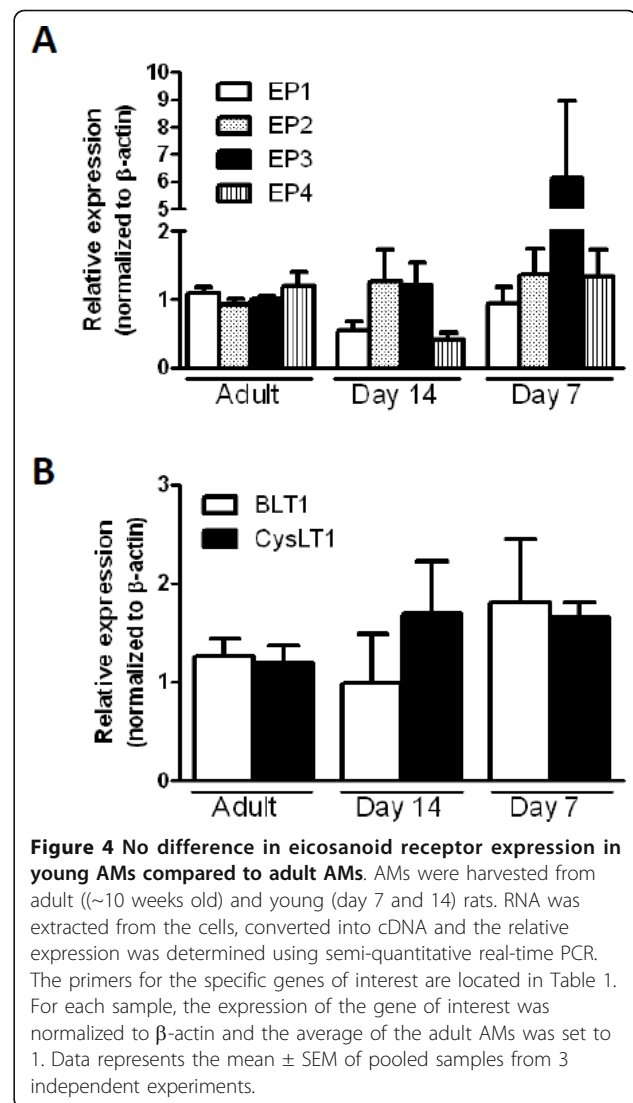 A
Relative expression
(normalized to β-actin)
10
9
8
7
6
5
2
1
0
EP1
EP2
EP3
EP4
Adult
Day 14
Day 7
B
Relative expression
(normalized to β-actin)
3
2
1
0
BLT1
CysLT1
Adult
Day 14
Day 7
Figure 4 No difference in eicosanoid receptor expression in
young AMs compared to adult AMs. AMs were harvested from
adult ((~10 weeks old) and young (day 7 and 14) rats. RNA was
extracted from the cells, converted into cDNA and the relative
expression was determined using semi-quantitative real-time PCR.
The primers for the specific genes of interest are located in Table 1.
For each sample, the expression of the gene of interest was
normalized to β-actin and the average of the adult AMs was set to
1. Data represents the mean ± SEM of pooled samples from 3
independent experiments.